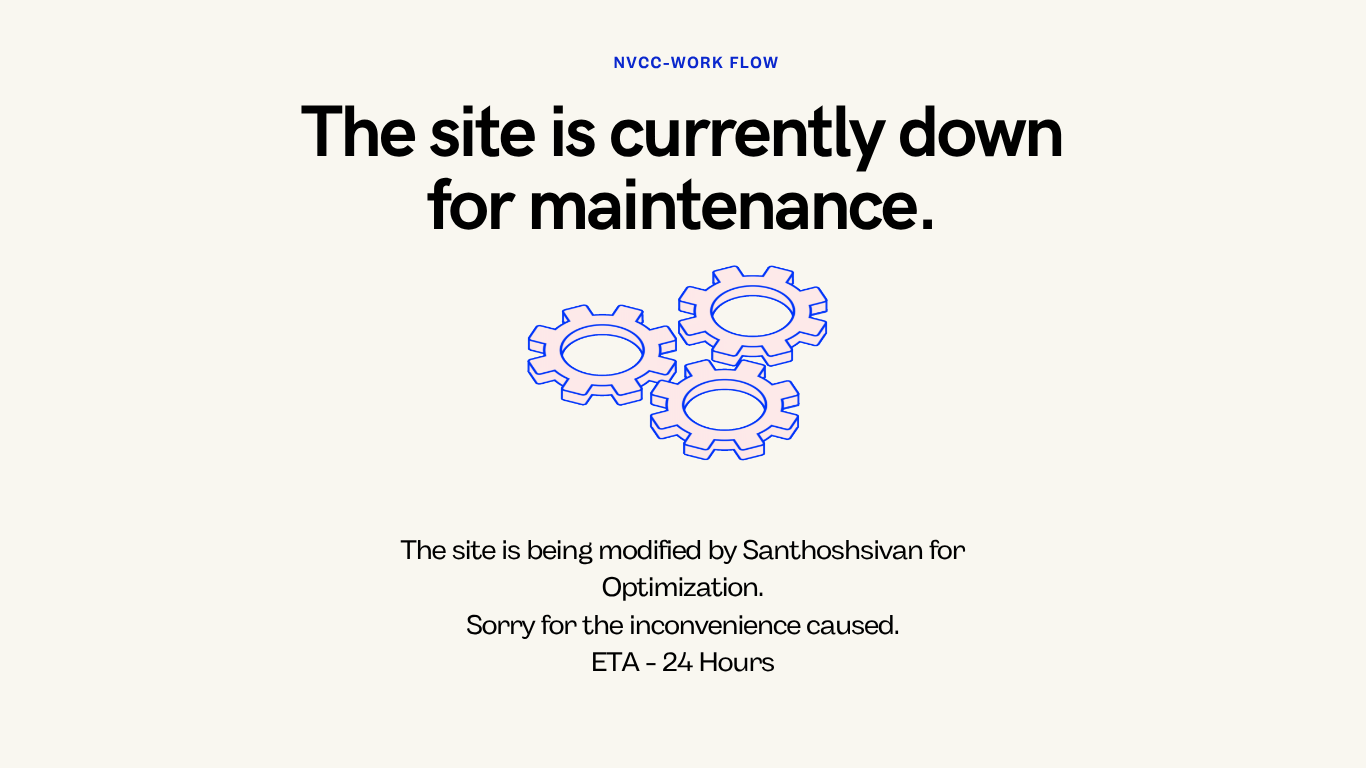 NVCC-WORK FLOW
The site is currently down
for maintenance.
The site is being modified by Santhoshsivan for
Optimization.
Sorry for the inconvenience caused.
ETA - 24 Hours